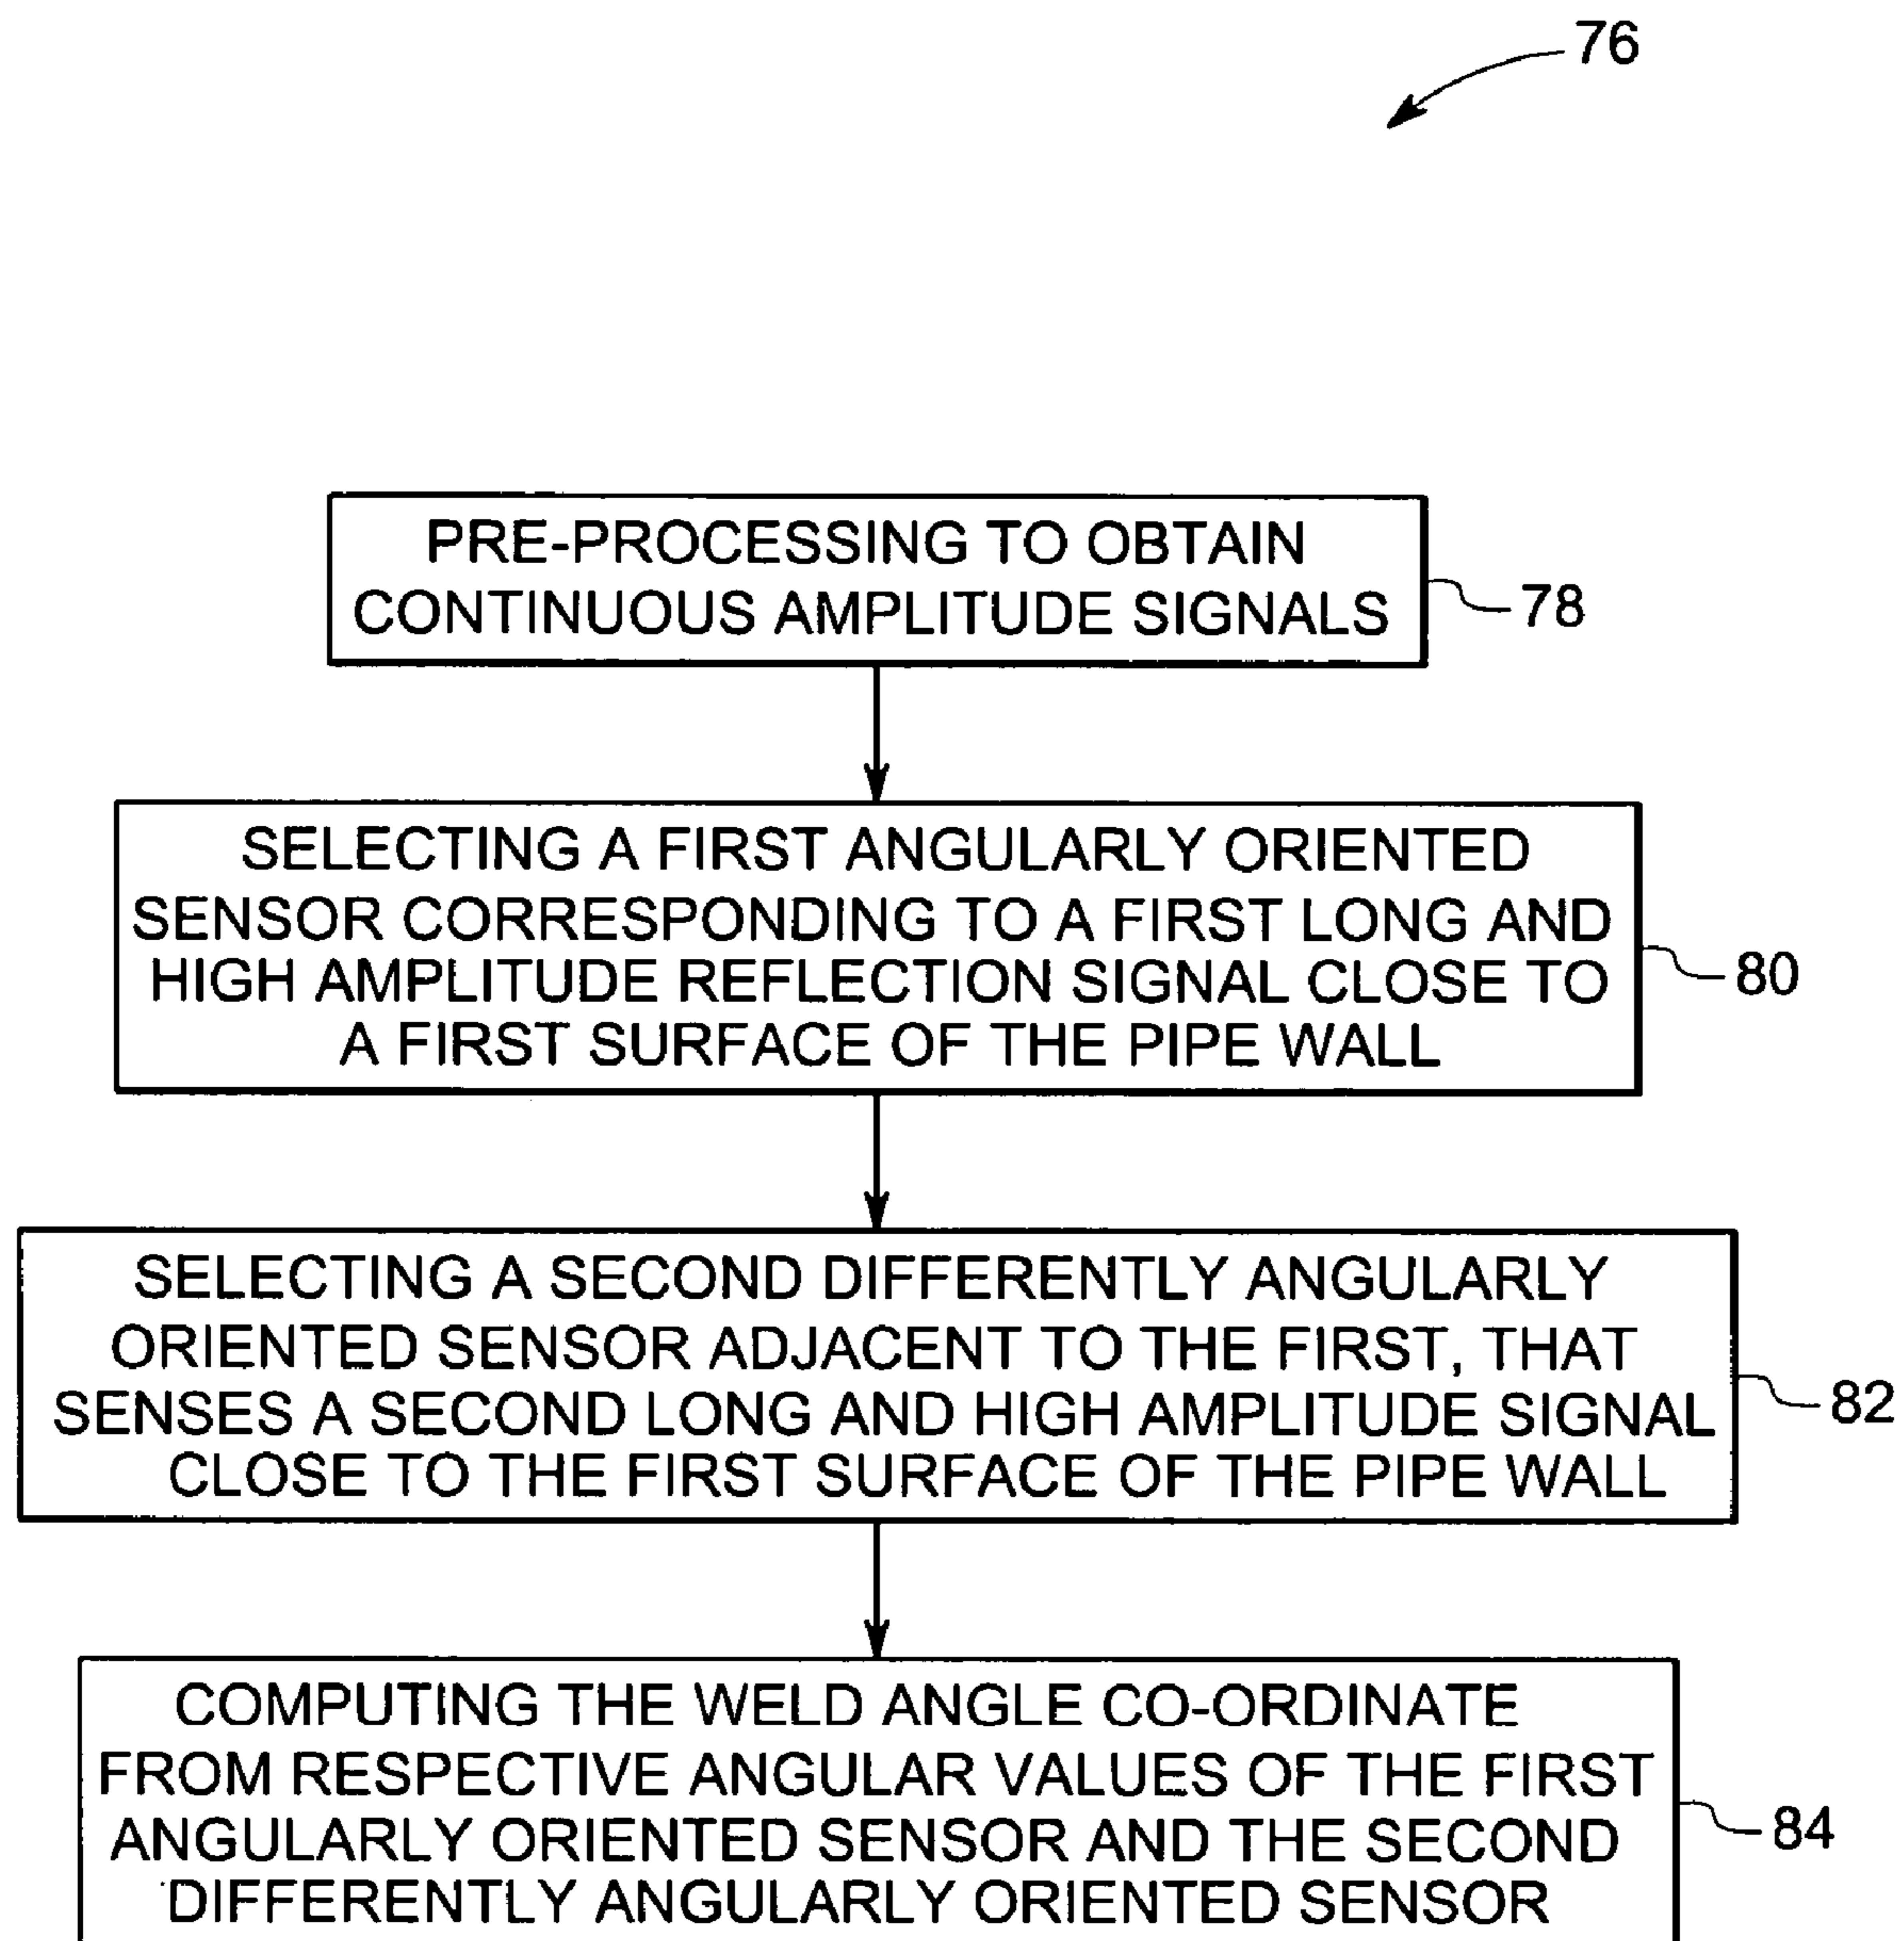 76
PRE-PROCESSING TO OBTAIN
CONTINUOUS AMPLITUDE SIGNALS
78
SELECTING A FIRST ANGULARLY ORIENTED
SENSOR CORRESPONDING TO A FIRST LONG AND
HIGH AMPLITUDE REFLECTION SIGNAL CLOSE TO
A FIRST SURFACE OF THE PIPE WALL
80
SELECTING A SECOND DIFFERENTLY ANGULARLY
ORIENTED SENSOR ADJACENT TO THE FIRST, THAT
SENSES A SECOND LONG AND HIGH AMPLITUDE SIGNAL
CLOSE TO THE FIRST SURFACE OF THE PIPE WALL
82
COMPUTING THE WELD ANGLE CO-ORDINATE
FROM RESPECTIVE ANGULAR VALUES OF THE FIRST
ANGULARLY ORIENTED SENSOR AND THE SECOND
DIFFERENTLY ANGULARLY ORIENTED SENSOR
84